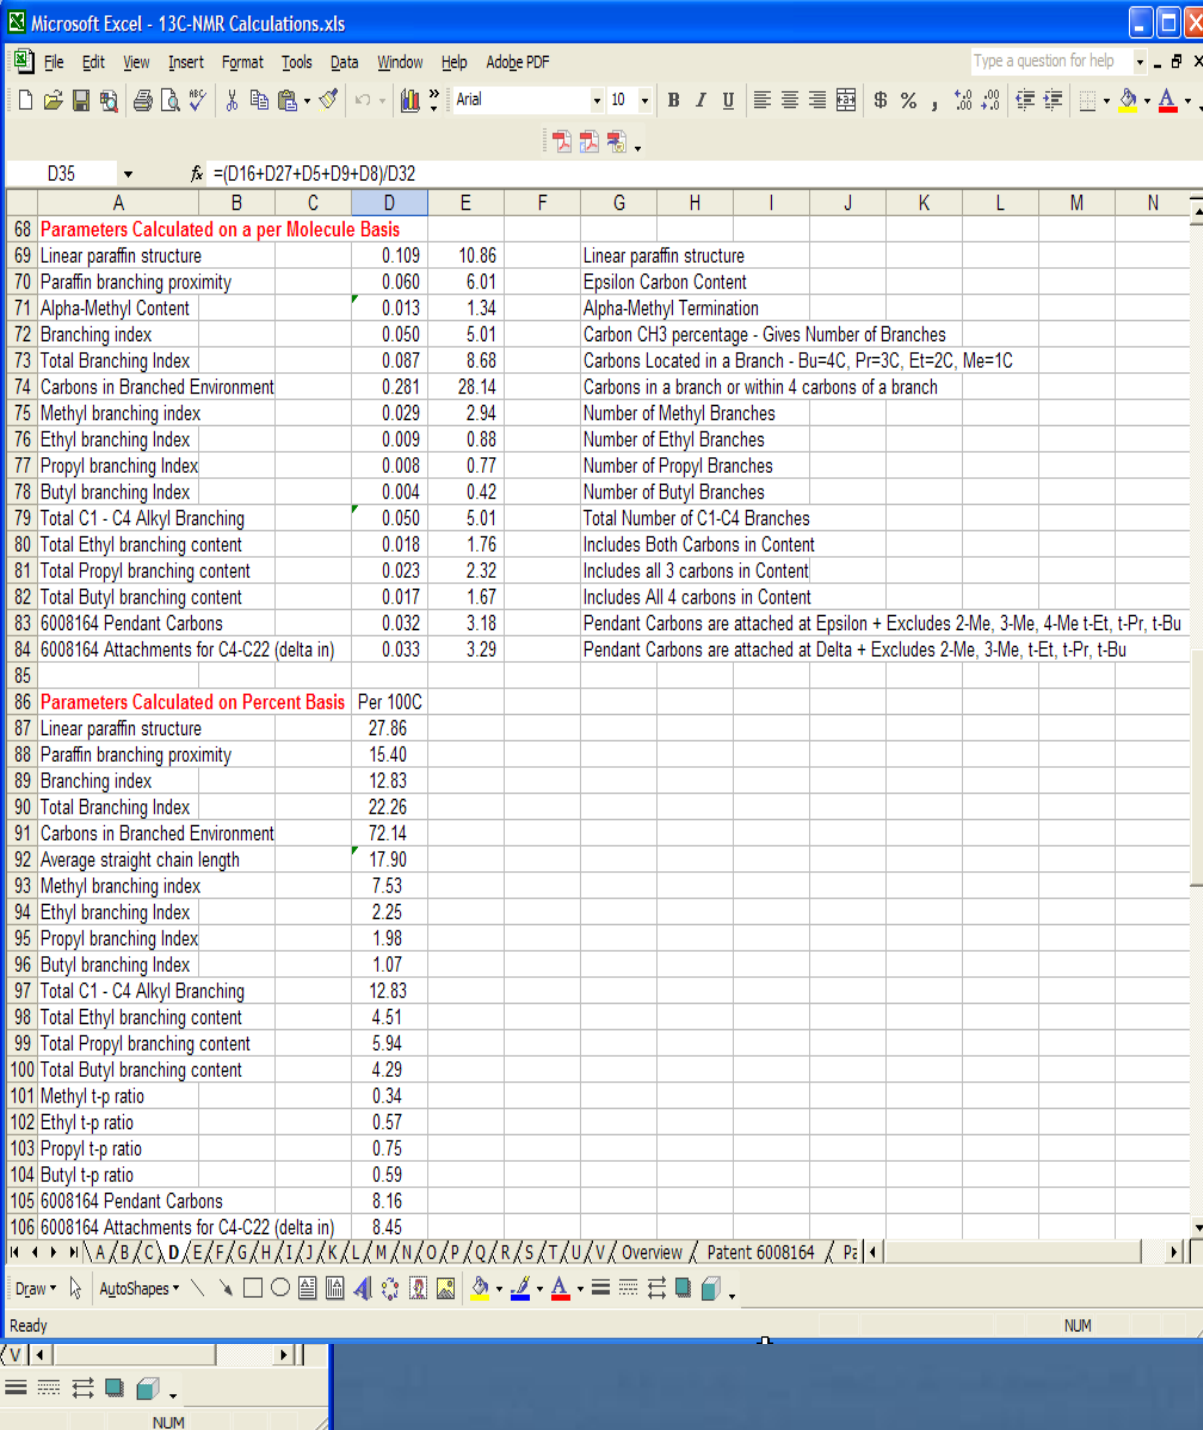 Microsoft Excel - 13C-NMR Calculations.xls
File Edit View Insert Format Tools Data Window Help Adobe PDF Type a question for help
Arial 10 B I U $ % ,
D35 fx =(D16+D27+D5+D9+D8)/D32
A B C D E F G H I J K L M N
68 Parameters Calculated on a per Molecule Basis
69 Linear paraffin structure 0.109 10.86 Linear paraffin structure
70 Paraffin branching proximity 0.060 6.01 Epsilon Carbon Content
71 Alpha-Methyl Content 0.013 1.34 Alpha-Methyl Termination
72 Branching index 0.050 5.01 Carbon CH3 percentage - Gives Number of Branches
73 Total Branching Index 0.087 8.68 Carbons Located in a Branch - Bu=4C, Pr=3C, Et=2C, Me=1C
74 Carbons in Branched Environment 0.281 28.14 Carbons in a branch or within 4 carbons of a branch
75 Methyl branching index 0.029 2.94 Number of Methyl Branches
76 Ethyl branching Index 0.009 0.88 Number of Ethyl Branches
77 Propyl branching Index 0.008 0.77 Number of Propyl Branches
78 Butyl branching Index 0.004 0.42 Number of Butyl Branches
79 Total C1 - C4 Alkyl Branching 0.050 5.01 Total Number of C1-C4 Branches
80 Total Ethyl branching content 0.018 1.76 Includes Both Carbons in Content
81 Total Propyl branching content 0.023 2.32 Includes all 3 carbons in Content
82 Total Butyl branching content 0.017 1.67 Includes All 4 carbons in Content
83 6008164 Pendant Carbons 0.032 3.18 Pendant Carbons are attached at Epsilon + Excludes 2-Me, 3-Me, 4-Me t-Et, t-Pr, t-Bu
84 6008164 Attachments for C4-C22 (delta in) 0.033 3.29 Pendant Carbons are attached at Delta + Excludes 2-Me, 3-Me, t-Et, t-Pr, t-Bu
85
86 Parameters Calculated on Percent Basis Per 100C
87 Linear paraffin structure 27.86
88 Paraffin branching proximity 15.40
89 Branching index 12.83
90 Total Branching Index 22.26
91 Carbons in Branched Environment 72.14
92 Average straight chain length 17.90
93 Methyl branching index 7.53
94 Ethyl branching Index 2.25
95 Propyl branching Index 1.98
96 Butyl branching Index 1.07
97 Total C1 - C4 Alkyl Branching 12.83
98 Total Ethyl branching content 4.51
99 Total Propyl branching content 5.94
100 Total Butyl branching content 4.29
101 Methyl t-p ratio 0.34
102 Ethyl t-p ratio 0.57
103 Propyl t-p ratio 0.75
104 Butyl t-p ratio 0.59
105 6008164 Pendant Carbons 8.16
106 6008164 Attachments for C4-C22 (delta in) 8.45
A B C D E F G H I J K L M N O P Q R S T U V Overview Patent 6008164 Pa
Draw AutoShapes
Ready NUM
V
NUM